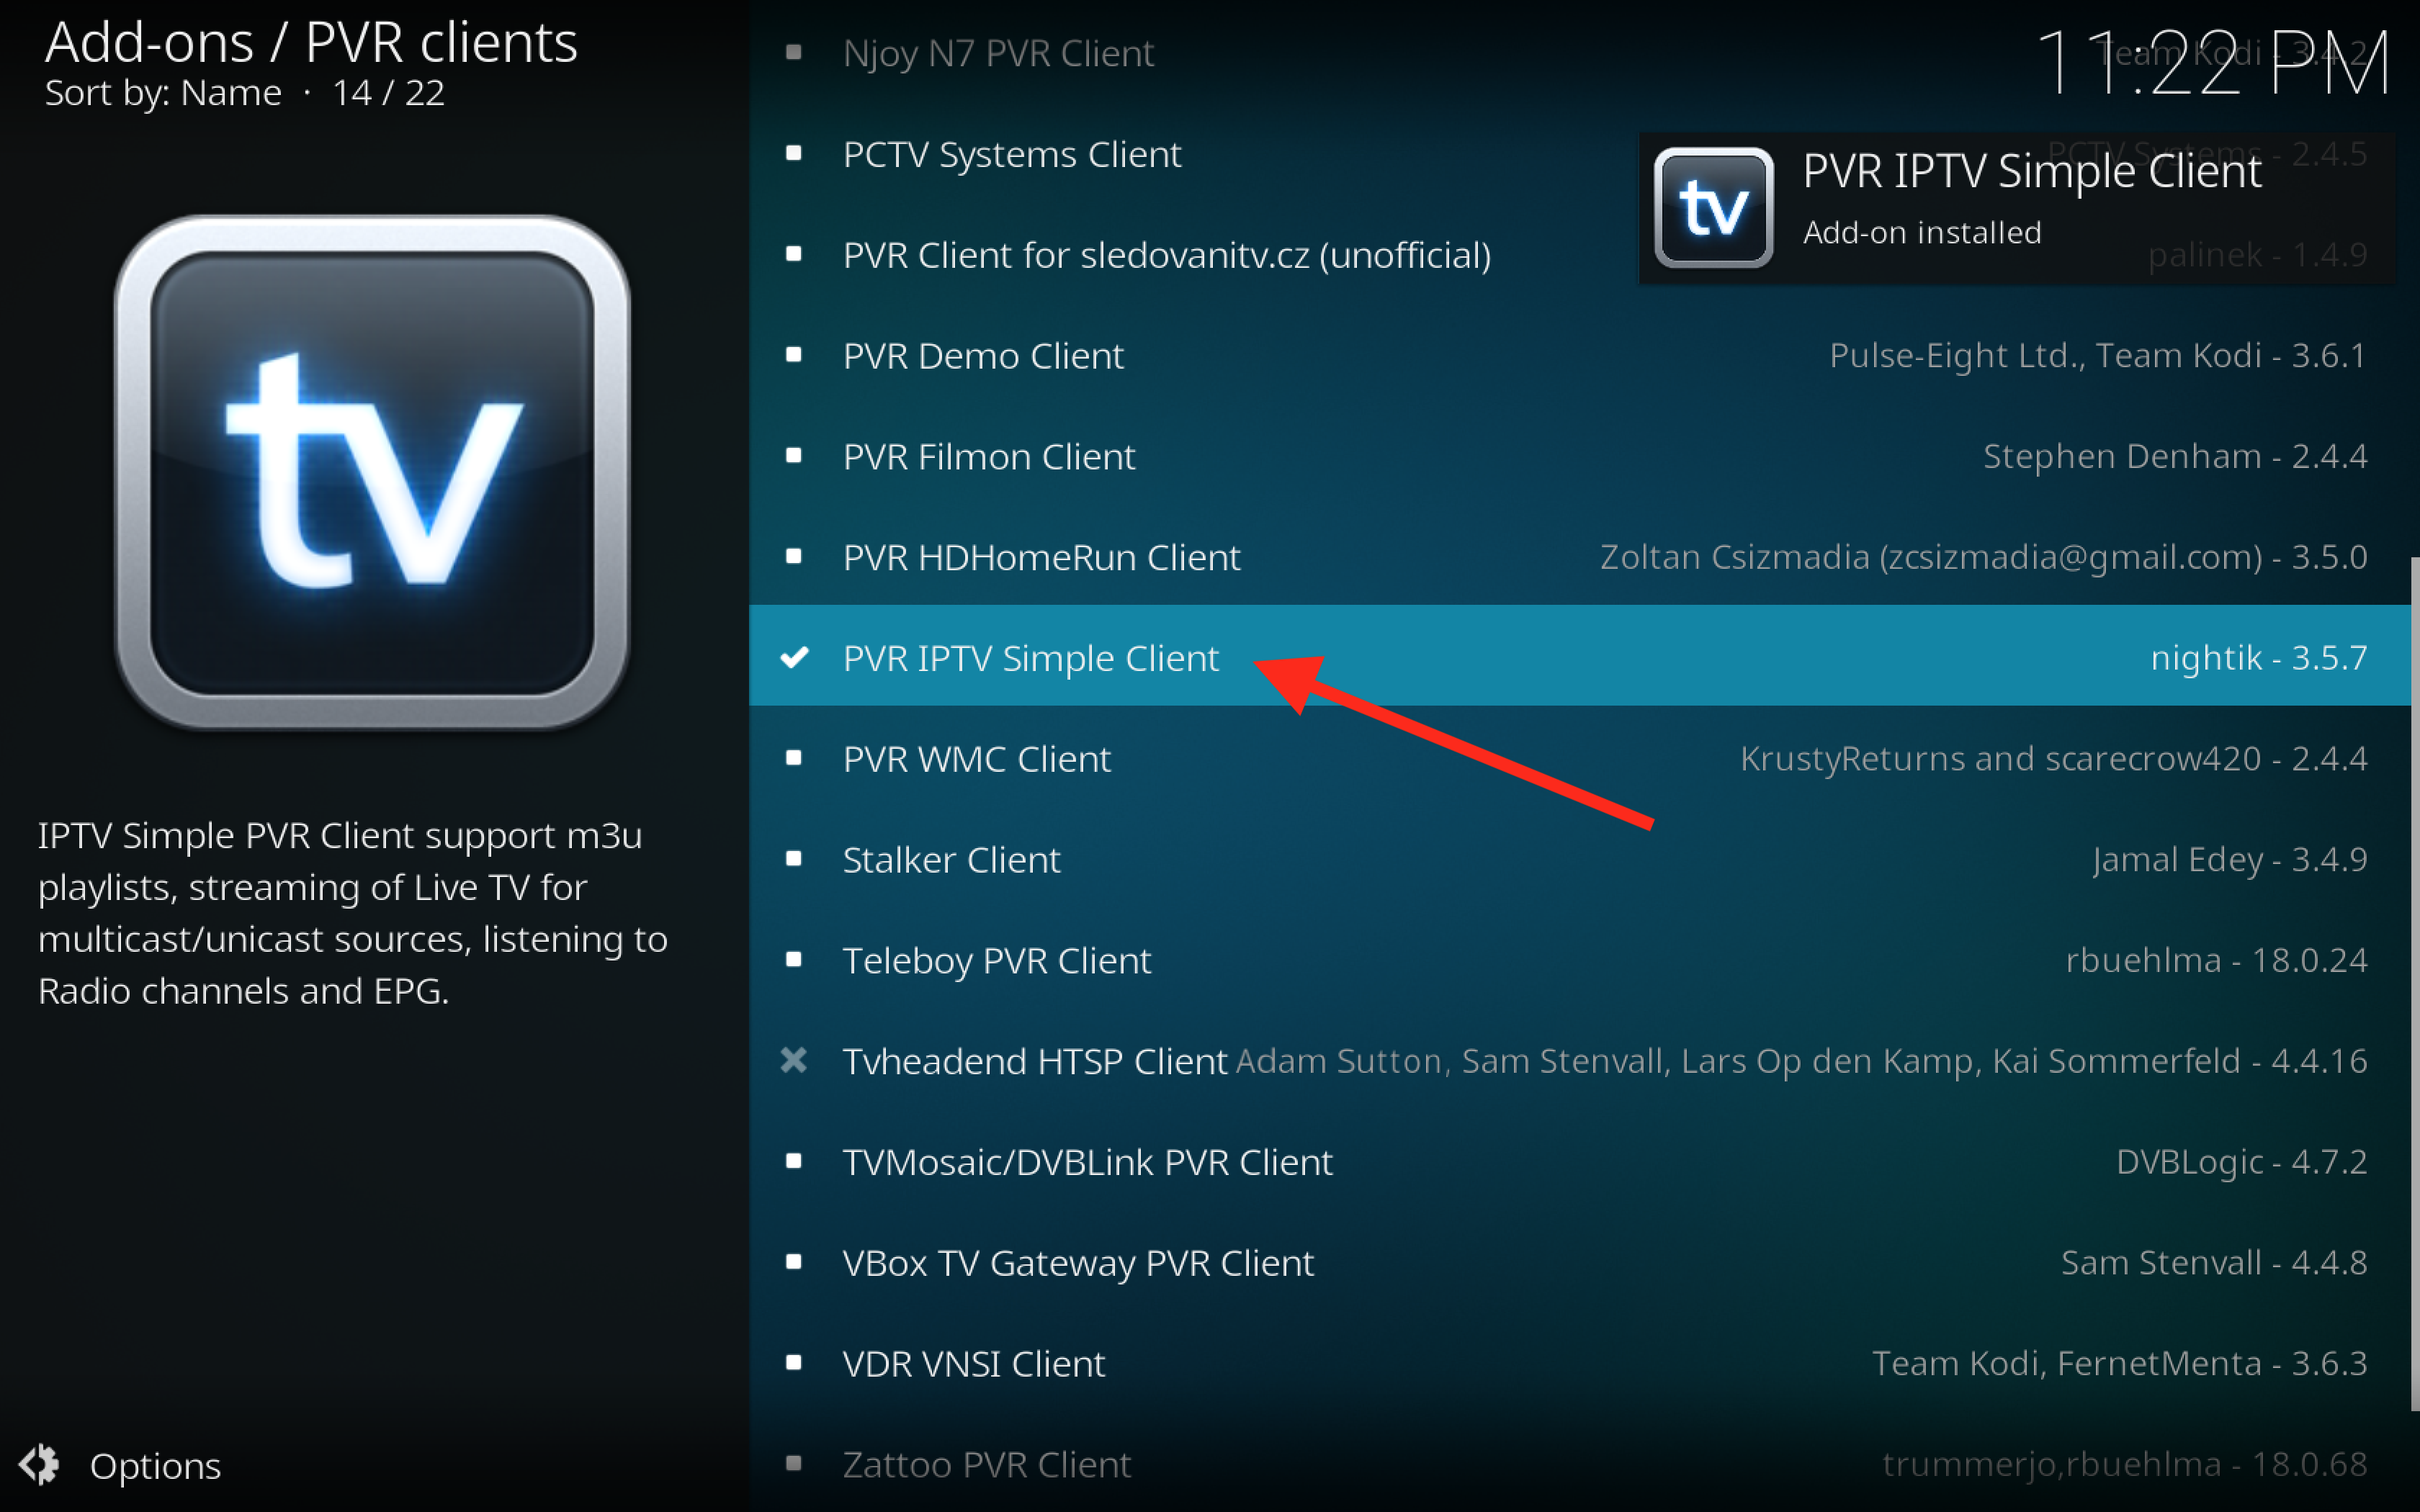 Add-ons / PVR clients
Sort by: Name · 14 / 22
11:22 PM
tv
IPTV Simple PVR Client support m3u
playlists, streaming of Live TV for
multicast/unicast sources, listening to
Radio channels and EPG.
Options
Njoy N7 PVR Client Team Kodi - 3.4.2
PCTV Systems Client PCTV Systems - 2.4.5
tv
PVR IPTV Simple Client
Add-on installed
PVR Client for sledovanitv.cz (unofficial) palinek - 1.4.9
PVR Demo Client Pulse-Eight Ltd., Team Kodi - 3.6.1
PVR Filmon Client Stephen Denham - 2.4.4
PVR HDHomeRun Client Zoltan Csizmadia (zcsizmadia@gmail.com) - 3.5.0
PVR IPTV Simple Client nightik - 3.5.7
PVR WMC Client KrustyReturns and scarecrow420 - 2.4.4
Stalker Client Jamal Edey - 3.4.9
Teleboy PVR Client rbuehlma - 18.0.24
Tvheadend HTSP Client Adam Sutton, Sam Stenvall, Lars Op den Kamp, Kai Sommerfeld - 4.4.16
TVMosaic/DVBLink PVR Client DVBLogic - 4.7.2
VBox TV Gateway PVR Client Sam Stenvall - 4.4.8
VDR VNSI Client Team Kodi, FernetMenta - 3.6.3
Zattoo PVR Client trummerjo,rbuehlma - 18.0.68